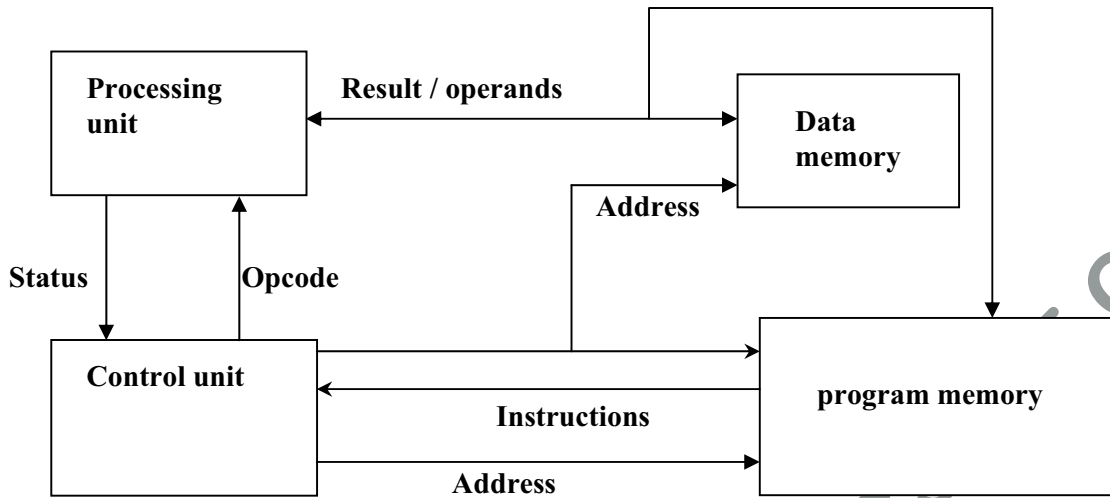 Processing
unit
Result / operands
Data
memory
Address
Status
Opcode
Control unit
program memory
Instructions
Address